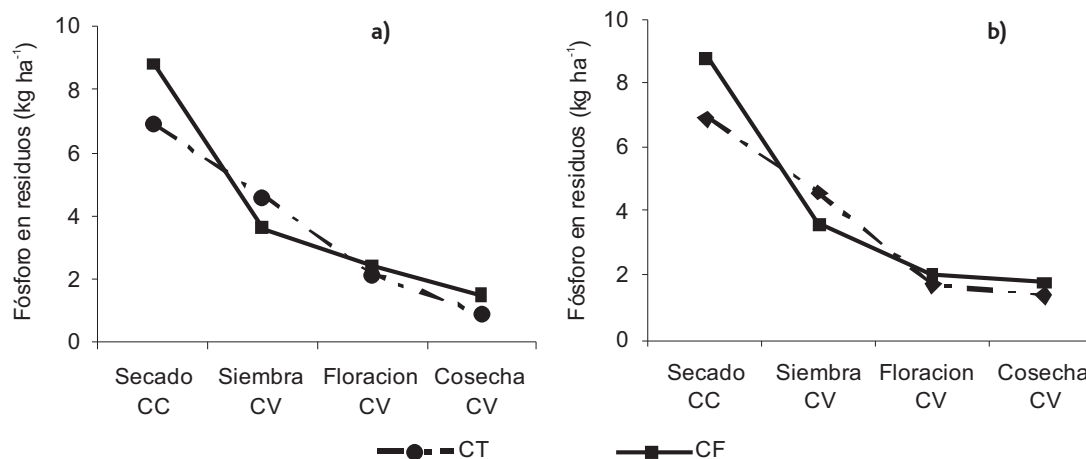 a)
Fósforo en residuos (kg ha⁻¹)
10
8
6
4
2
0
Secado CC
Siembra CV
Floracion CV
Cosecha CV
b)
Fósforo en residuos (kg ha⁻¹)
10
8
6
4
2
0
Secado CC
Siembra CV
Floracion CV
Cosecha CV
CT
CF